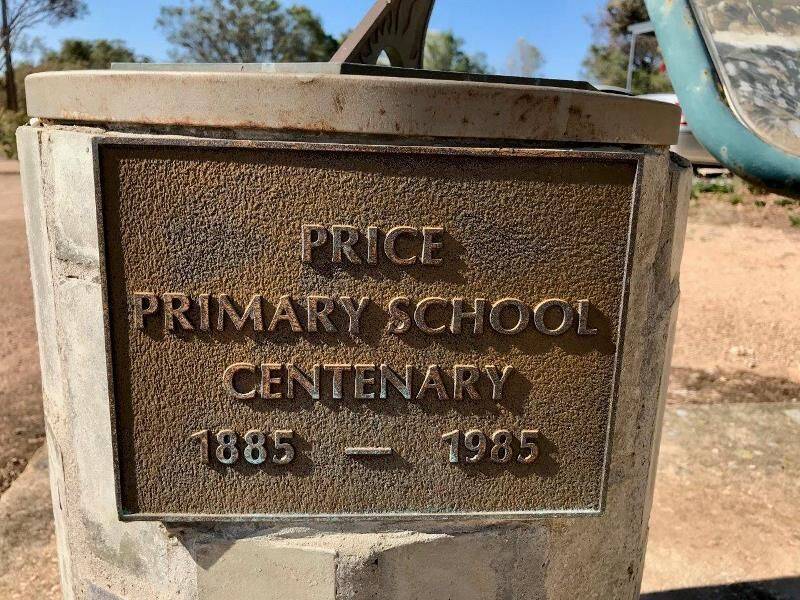 PRICE
PRIMARY SCHOOL
CENTENARY
1885 — 1985